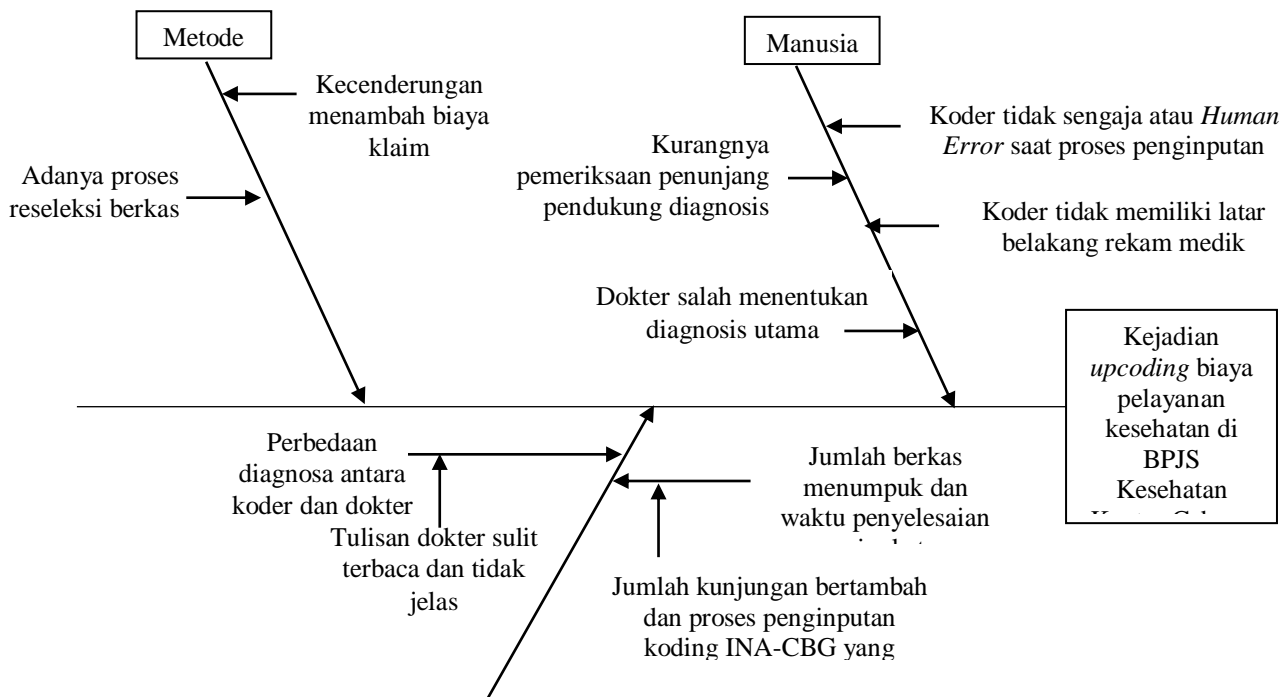 Metode
Manusia
Kecenderungan
menambah biaya
klaim
Adanya proses
reseleksi berkas
Koder tidak sengaja atau Human
Error saat proses penginputan
Kurangnya
pemeriksaan penunjang
pendukung diagnosis
Koder tidak memiliki latar
belakang rekam medik
Dokter salah menentukan
diagnosis utama
Kejadian
upcoding biaya
pelayanan
kesehatan di
BPJS
Kesehatan
Perbedaan
diagnosa antara
koder dan dokter
Tulisan dokter sulit
terbaca dan tidak
jelas
Jumlah berkas
menumpuk dan
waktu penyelesaian
Jumlah kunjungan bertambah
dan proses penginputan
koding INA-CBG yang